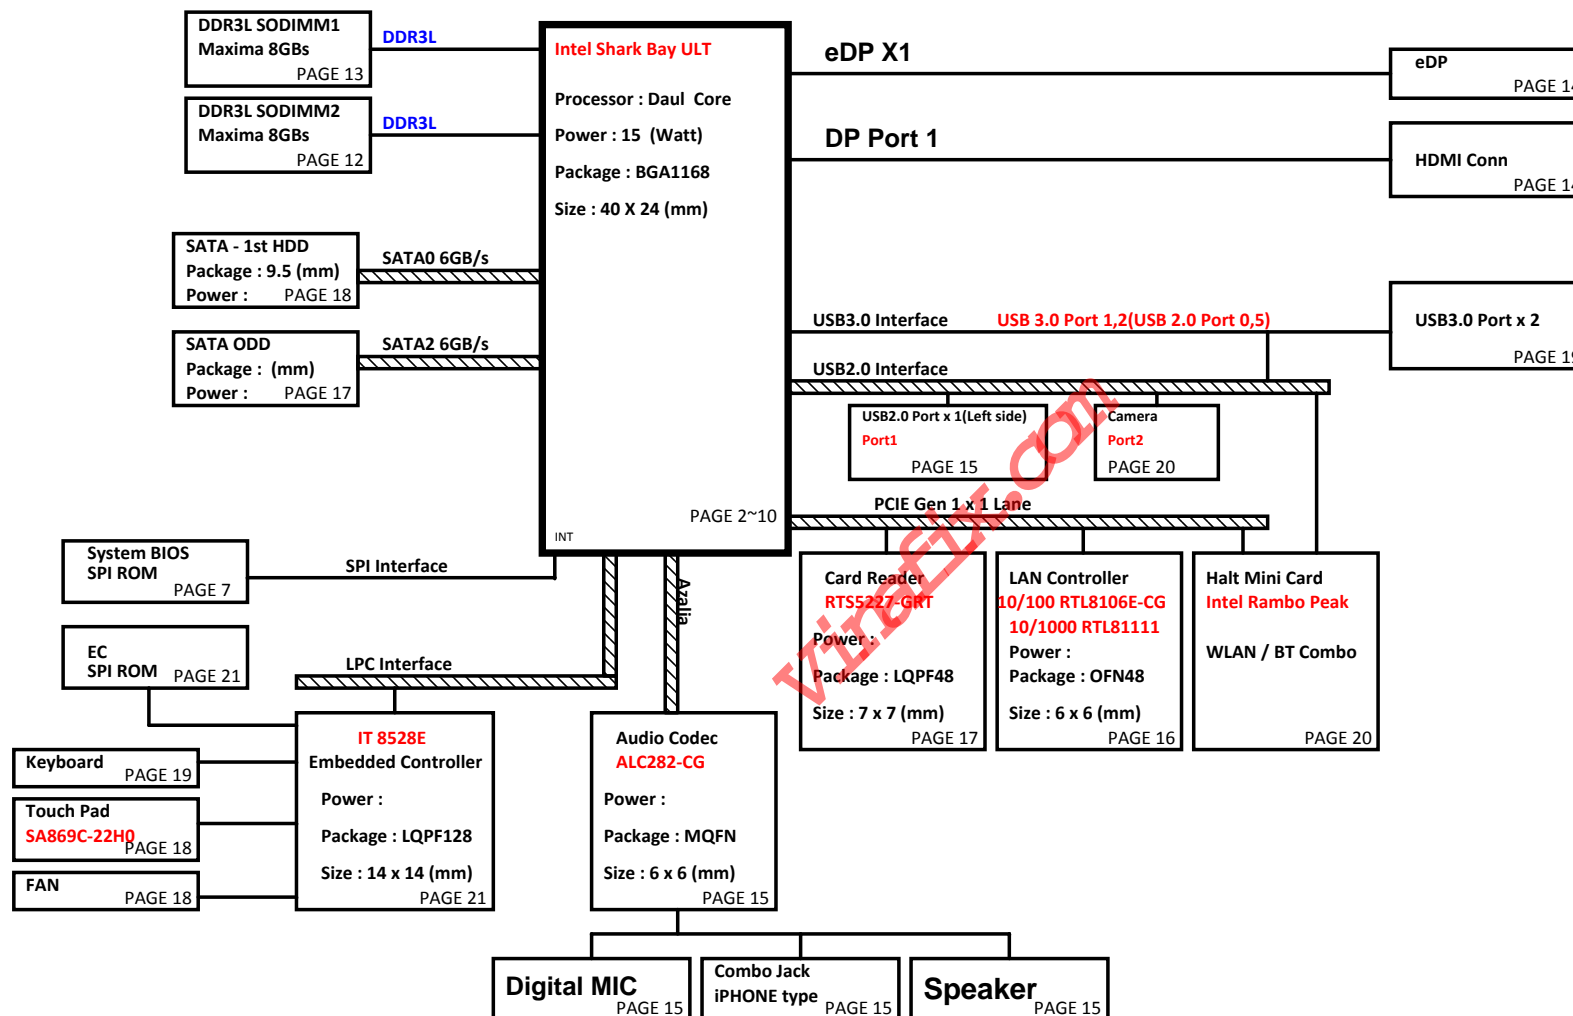 DDR3L SODIMM1
Maxima 8GBs
PAGE 13
DDR3L
DDR3L SODIMM2
Maxima 8GBs
PAGE 12
DDR3L
Intel Shark Bay ULT
Processor : Daul Core
Power : 15 (Watt)
Package : BGA1168
Size : 40 X 24 (mm)
PAGE 2~10
INT
eDP X1
eDP
PAGE 14
DP Port 1
HDMI Conn
PAGE 14
SATA - 1st HDD
Package : 9.5 (mm)
Power : PAGE 18
SATA0 6GB/s
SATA ODD
Package : (mm)
Power : PAGE 17
SATA2 6GB/s
USB3.0 Interface
USB 3.0 Port 1,2(USB 2.0 Port 0,5)
USB3.0 Port x 2
PAGE 19
USB2.0 Interface
USB2.0 Port x 1(Left side)
Port1
PAGE 15
Camera
Port2
PAGE 20
PCIE Gen 1 x 1 Lane
System BIOS
SPI ROM
PAGE 7
SPI Interface
EC
SPI ROM
PAGE 21
LPC Interface
Azalia
Card Reader
RTS5227-GRT
Power :
Package : LQPF48
Size : 7 x 7 (mm)
PAGE 17
LAN Controller
10/100 RTL8106E-CG
10/1000 RTL81111
Power :
Package : OFN48
Size : 6 x 6 (mm)
PAGE 16
Halt Mini Card
Intel Rambo Peak
WLAN / BT Combo
PAGE 20
Keyboard
PAGE 19
Touch Pad
SA869C-22H0
PAGE 18
FAN
PAGE 18
IT 8528E
Embedded Controller
Power :
Package : LQPF128
Size : 14 x 14 (mm)
PAGE 21
Audio Codec
ALC282-CG
Power :
Package : MQFN
Size : 6 x 6 (mm)
PAGE 15
Digital MIC
PAGE 15
Combo Jack
iPHONE type
PAGE 15
Speaker
PAGE 15
vinafix.com